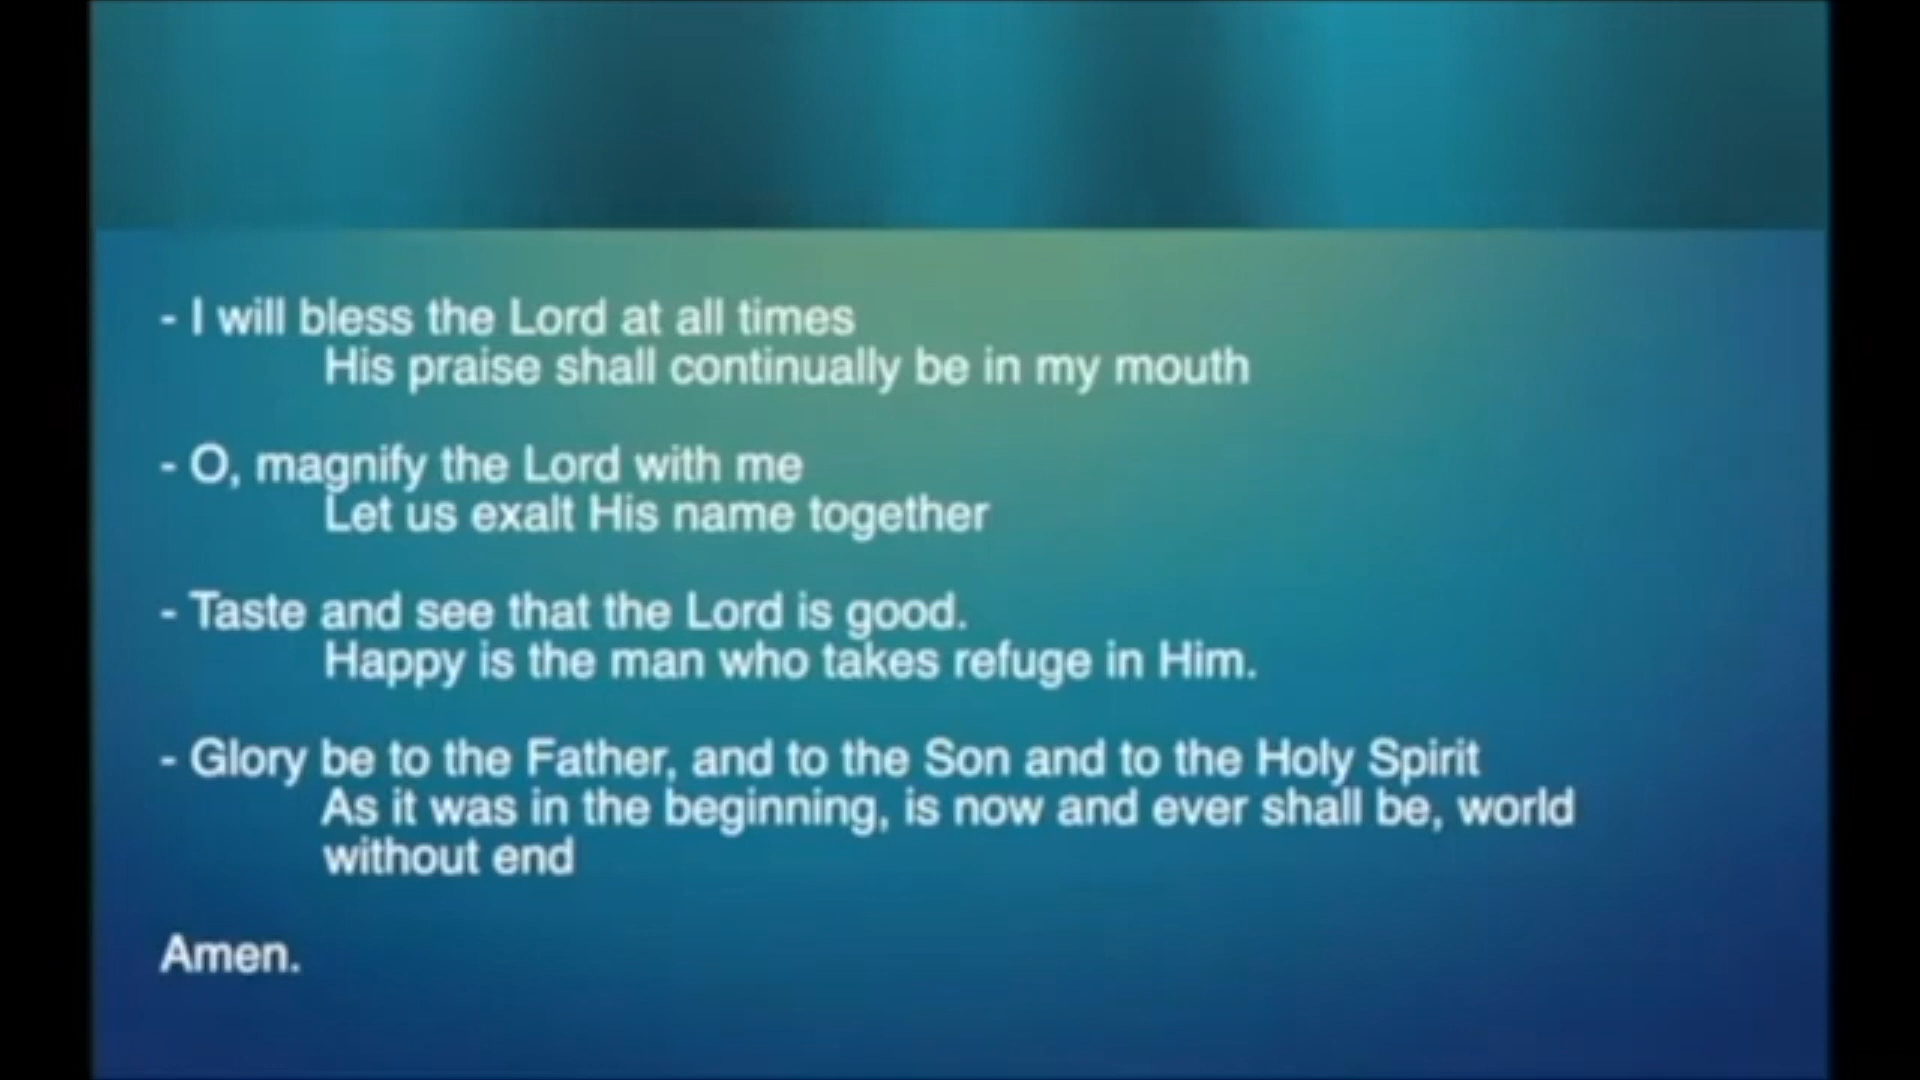 - I will bless the Lord at all times
His praise shall continually be in my mouth
- O, magnify the Lord with me
Let us exalt His name together
- Taste and see that the Lord is good.
Happy is the man who takes refuge in Him.
- Glory be to the Father, and to the Son and to the Holy Spirit
As it was in the beginning, is now and ever shall be, world
without end
Amen.